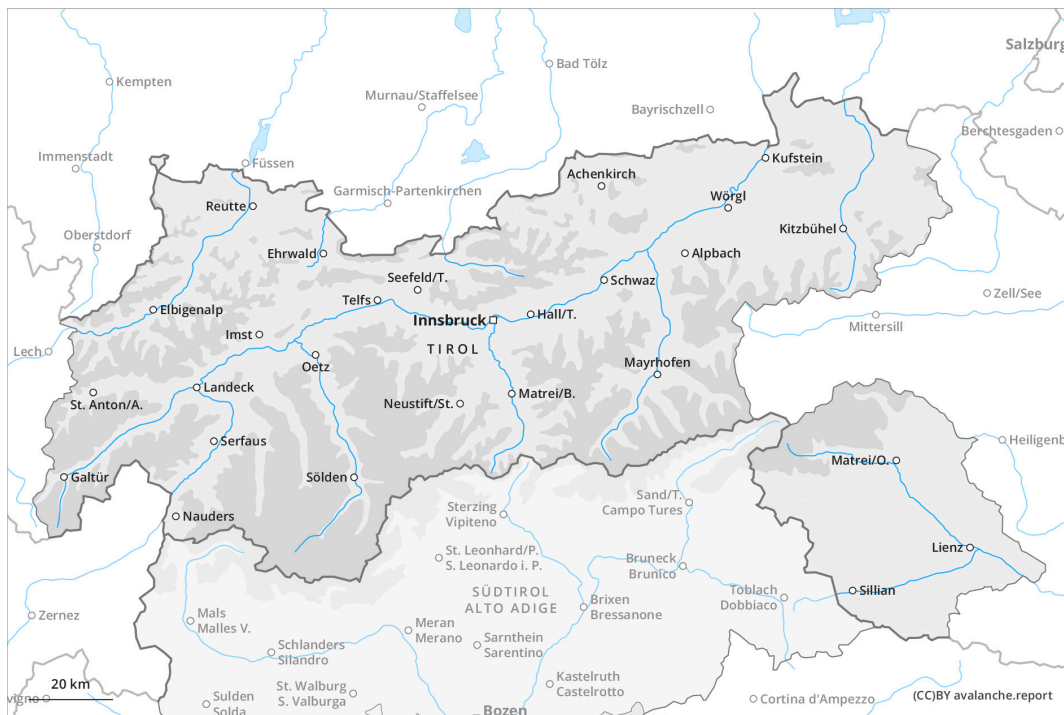 Salzburg
Kempten
Bad Tölz
Murnau/Staffelsee
Bayrischzell
Berchtesgaden
Immenstadt
Füssen
Kufstein
Achenkirch
Garmisch-Partenkirchen
Reutte
Wörgl
Oberstdorf
Kitzbühel
Ehrwald
Alpbach
Seefeld/T.
Schwaz
Zell/See
Telfs
Elbigenalp
Innsbruck
Hall/T.
Mittersill
Imst
TIROL
Lech
Oetz
Mayrhofen
Landeck
St. Anton/A.
Neustift/St.
Matrei/B.
Serfaus
Heiligenb
Matrei/O.
Galtür
Sölden
Sand/T.
Campo Tures
Sterzing
Vipiteno
Nauders
St. Leonhard/P.
S. Leonardo i. P.
Lienz
Bruneck
Brunico
SÜDTIROL
ALTO ADIGE
Sillian
Toblach
Dobbiaco
Brixen
Bressanone
Zernez
Mals
Malles V.
Meran
Merano
Sarnthein
Sarentino
Schlanders
Silandro
Kastelruth
Castelrotto
20 km
St. Walburg
S. Valburga
vigno
Sulden
Solda
Cortina d'Ampezzo
(CC)BY avalanche.report
Bozen